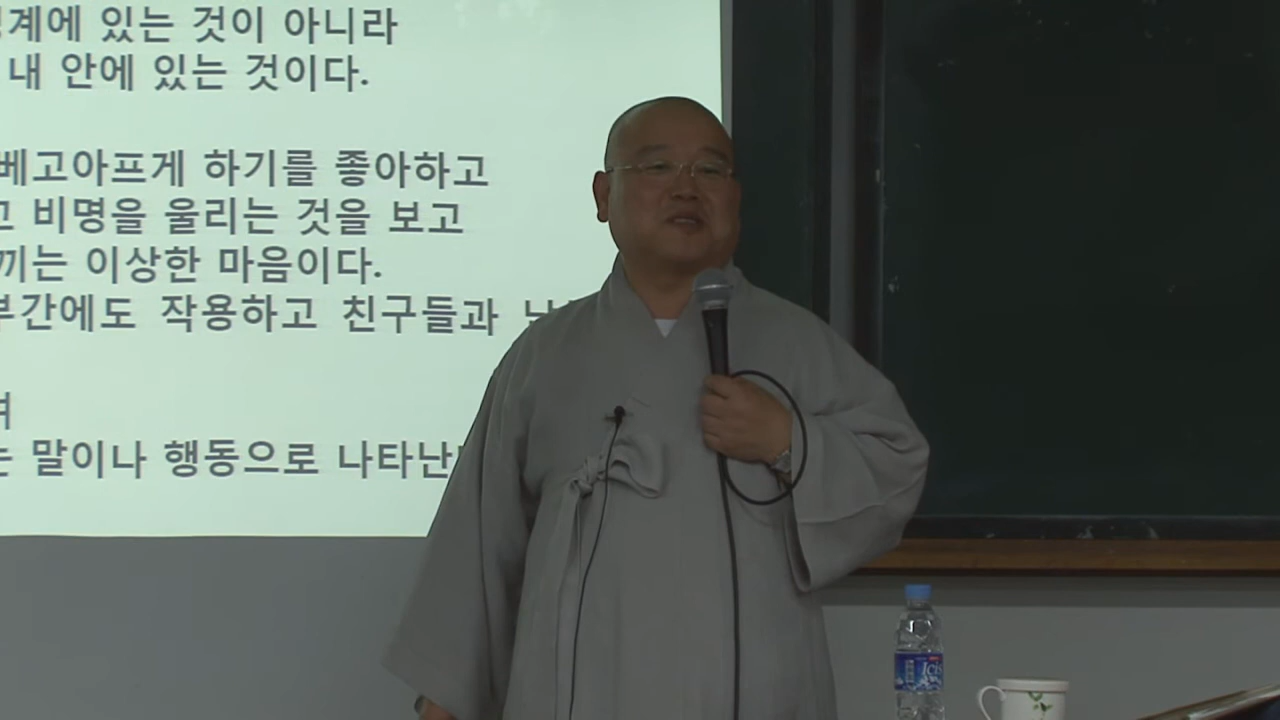 계에 있는 것이 아니라
내 안에 있는 것이다.
베고아프게 하기를 좋아하고
고 비명을 울리는 것을 보고
끼는 이상한 마음이다.
부간에도 작용하고 친구들과
며
는 말이나 행동으로 나타난